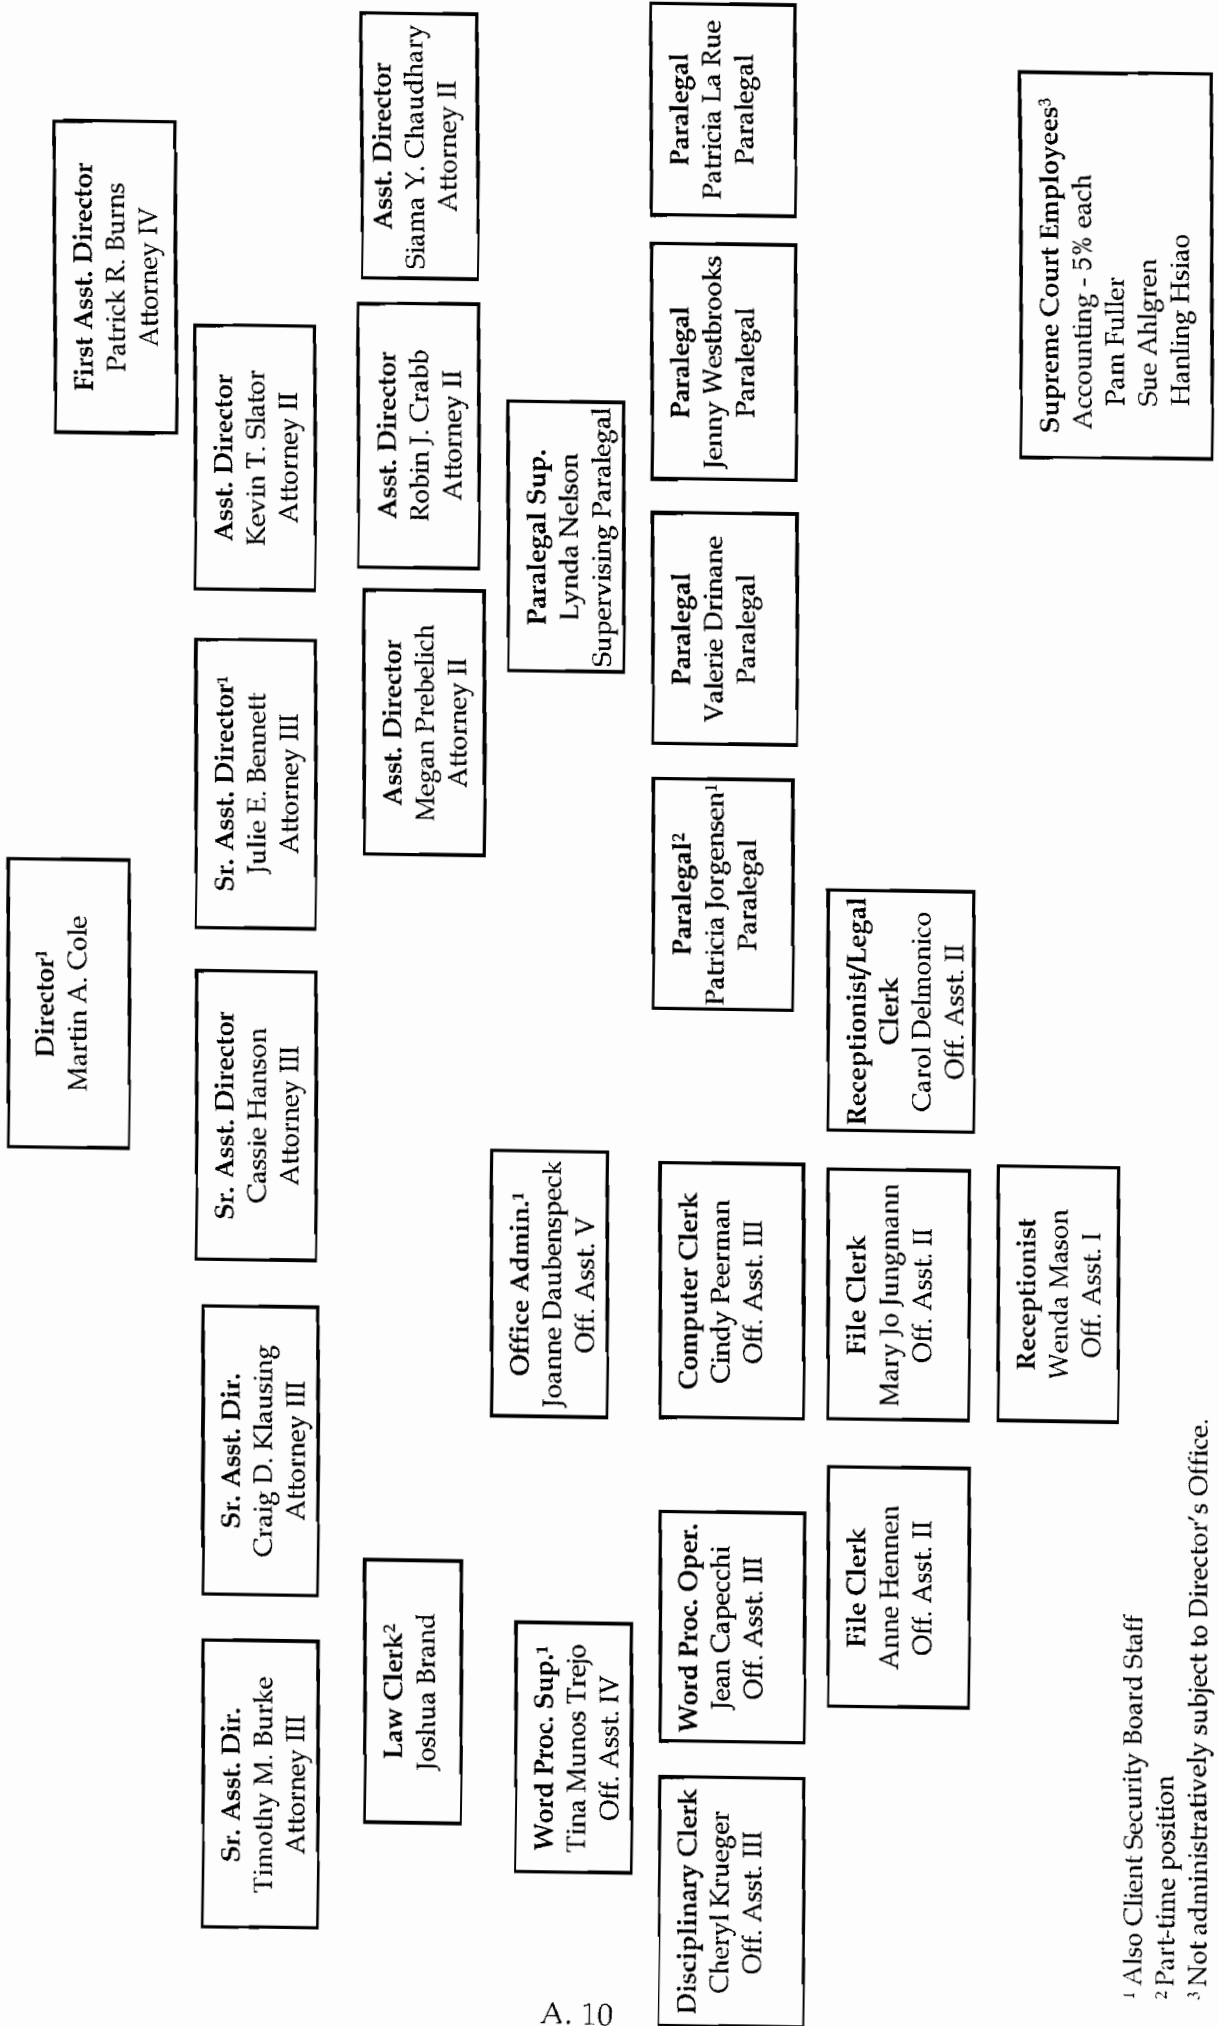 Director¹
Martin A. Cole
First Asst. Director
Patrick R. Burns
Attorney IV
Sr. Asst. Dir.
Timothy M. Burke
Attorney III
Sr. Asst. Dir.
Craig D. Klausing
Attorney III
Sr. Asst. Director
Cassie Hanson
Attorney III
Sr. Asst. Director¹
Julie E. Bennett
Attorney III
Asst. Director
Kevin T. Slator
Attorney II
Law Clerk²
Joshua Brand
Asst. Director
Megan Prebelich
Attorney II
Asst. Director
Robin J. Crabb
Attorney II
Asst. Director
Siama Y. Chaudhary
Attorney II
Word Proc. Sup.¹
Tina Munos Trejo
Off. Asst. IV
Office Admin.¹
Joanne Daubenspeck
Off. Asst. V
Paralegal Sup.
Lynda Nelson
Supervising Paralegal
Disciplinary Clerk
Cheryl Krueger
Off. Asst. III
Word Proc. Oper.
Jean Capecchi
Off. Asst. III
Computer Clerk
Cindy Peerman
Off. Asst. III
Paralegal²
Patricia Jorgensen¹
Paralegal
Paralegal
Valerie Drinane
Paralegal
Paralegal
Jenny Westbrooks
Paralegal
Paralegal
Patricia La Rue
Paralegal
File Clerk
Anne Hennen
Off. Asst. II
File Clerk
Mary Jo Jungmann
Off. Asst. II
Receptionist/Legal
Clerk
Carol Delmonico
Off. Asst. II
Receptionist
Wenda Mason
Off. Asst. I
Supreme Court Employees³
Accounting - 5% each
Pam Fuller
Sue Ahlgren
Hanling Hsiao
¹ Also Client Security Board Staff
² Part-time position
³ Not administratively subject to Director's Office.
A. 10